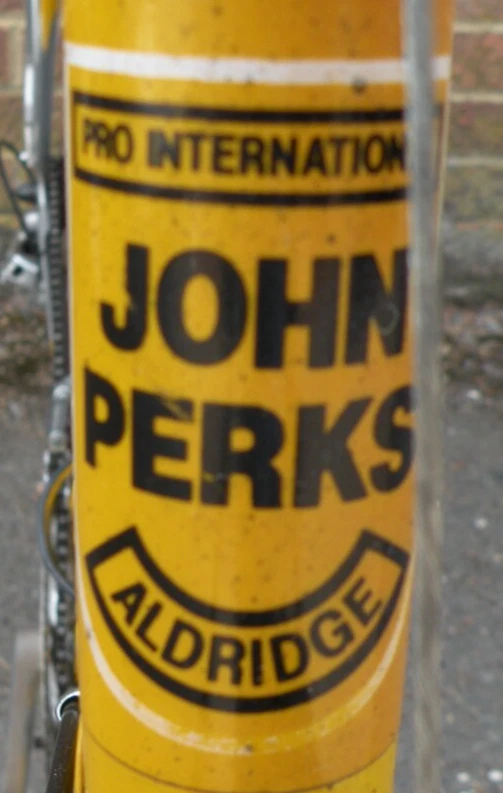 PRO INTERNATION
JOHN
PERKS
ALDRIDGE